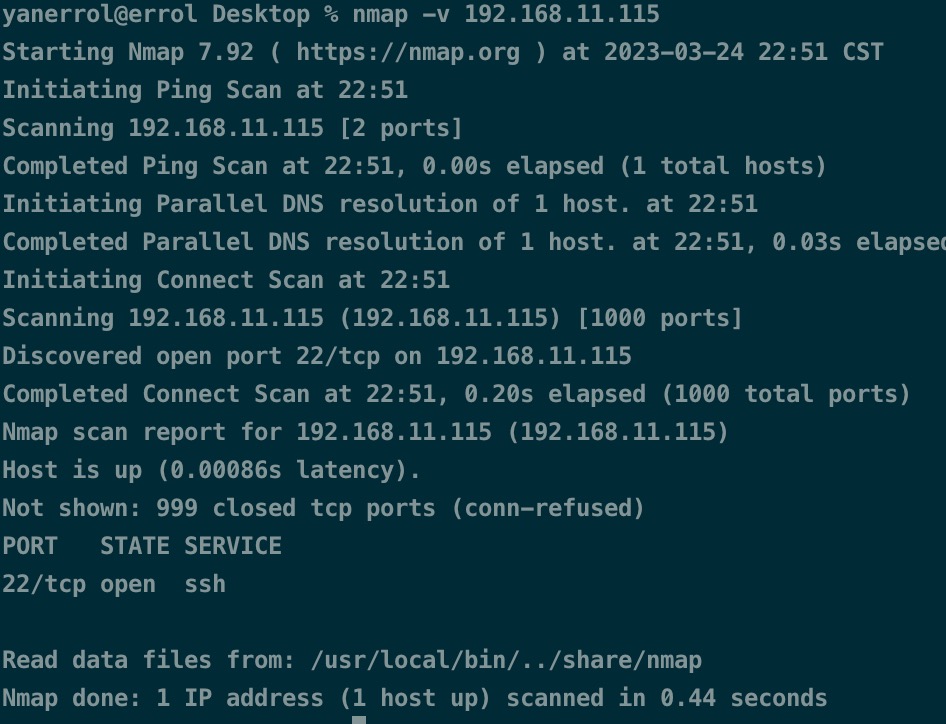 yanerrol@errol Desktop % nmap -v 192.168.11.115
Starting Nmap 7.92 ( https://nmap.org ) at 2023-03-24 22:51 CST
Initiating Ping Scan at 22:51
Scanning 192.168.11.115 [2 ports]
Completed Ping Scan at 22:51, 0.00s elapsed (1 total hosts)
Initiating Parallel DNS resolution of 1 host. at 22:51
Completed Parallel DNS resolution of 1 host. at 22:51, 0.03s elapsed
Initiating Connect Scan at 22:51
Scanning 192.168.11.115 (192.168.11.115) [1000 ports]
Discovered open port 22/tcp on 192.168.11.115
Completed Connect Scan at 22:51, 0.20s elapsed (1000 total ports)
Nmap scan report for 192.168.11.115 (192.168.11.115)
Host is up (0.00086s latency).
Not shown: 999 closed tcp ports (conn-refused)
PORT   STATE SERVICE
22/tcp open  ssh
Read data files from: /usr/local/bin/../share/nmap
Nmap done: 1 IP address (1 host up) scanned in 0.44 seconds